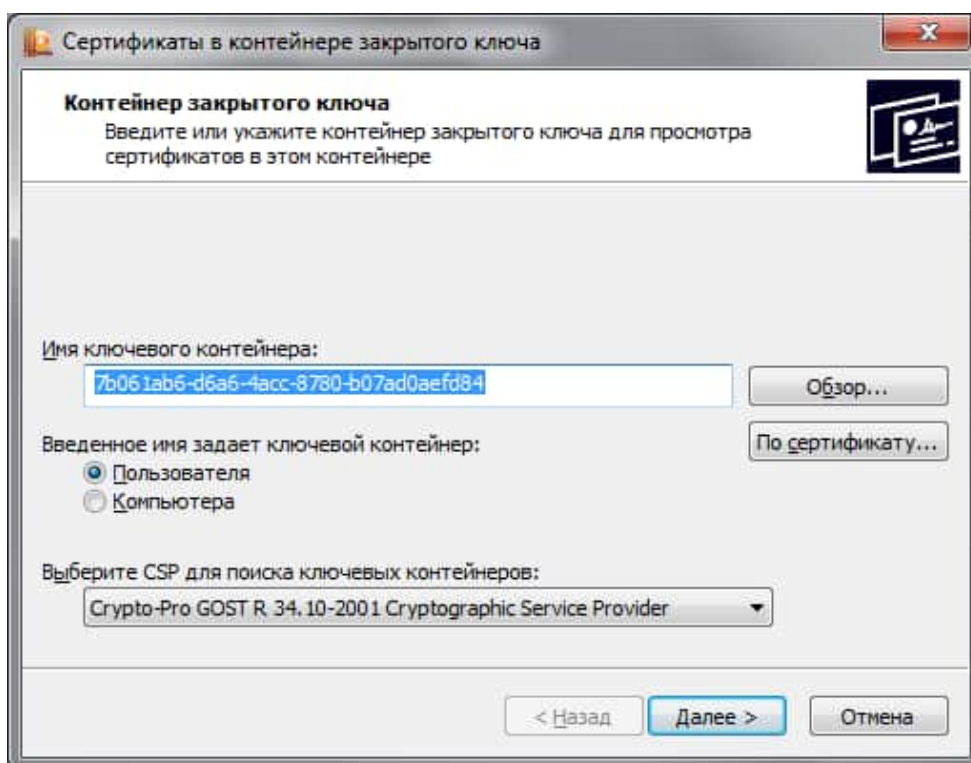 Сертификаты в контейнере закрытого ключа
Контейнер закрытого ключа
Введите или укажите контейнер закрытого ключа для просмотра
сертификатов в этом контейнере
Имя ключевого контейнера:
7b061ab6-d6a6-4acc-8780-b07ad0aefd84
Обзор...
Введенное имя задает ключевой контейнер:
По сертификату...
Пользователя
Компьютера
Выберите CSP для поиска ключевых контейнеров:
Crypto-Pro GOST R 34.10-2001 Cryptographic Service Provider
< Назад
Далее >
Отмена